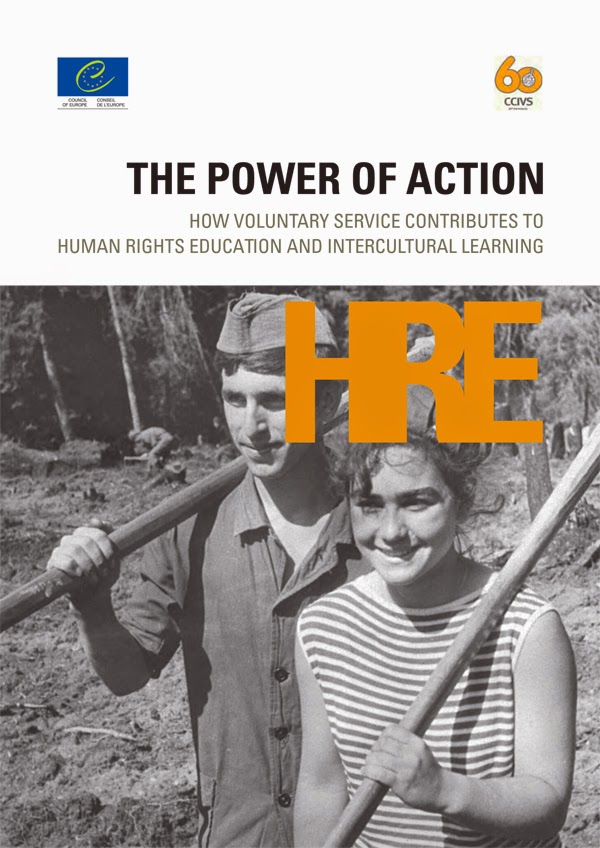 COUNCIL OF EUROPE
CONSEIL DE L'EUROPE
60
CCIVS
THE POWER OF ACTION
HOW VOLUNTARY SERVICE CONTRIBUTES TO
HUMAN RIGHTS EDUCATION AND INTERCULTURAL LEARNING
HRE